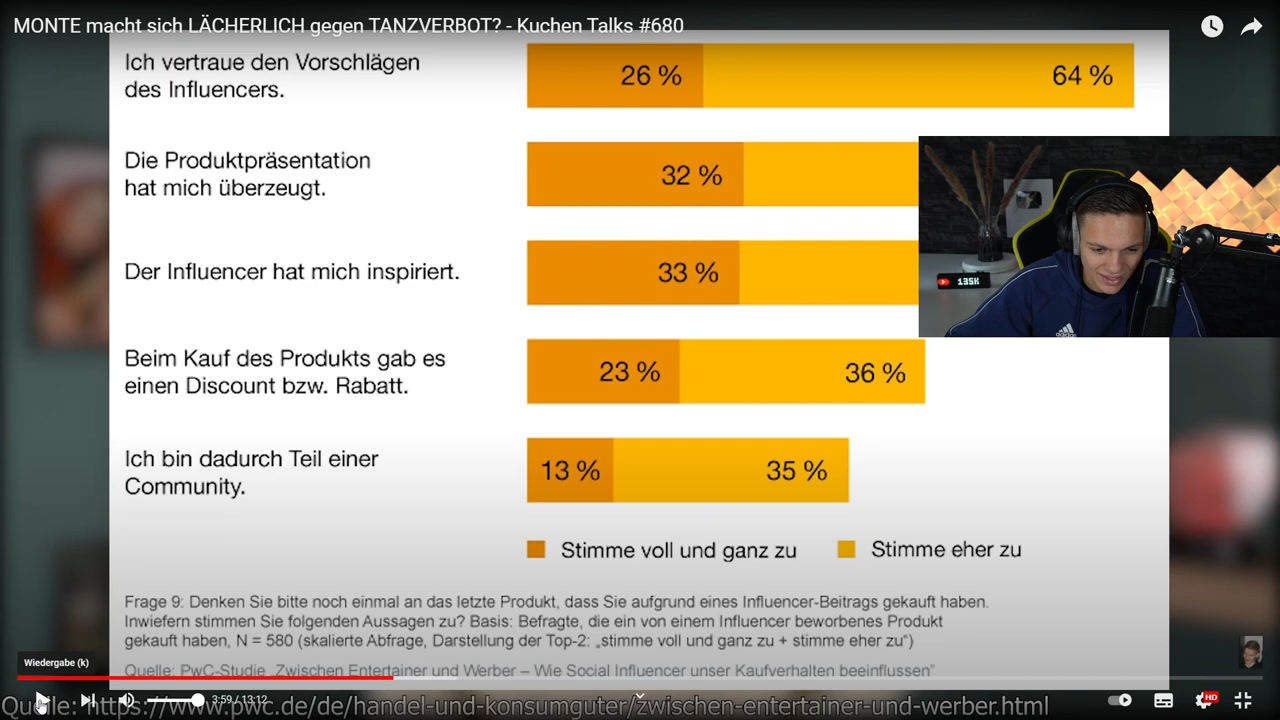 MONTE macht sich LÄCHERLICH gegen TANZVERBOT? - Kuchen Talks #680
Ich vertraue den Vorschlägen
des Influencers.
26 %
64 %
Die Produktpräsentation
hat mich überzeugt.
32 %
Der Influencer hat mich inspiriert.
33 %
135K
adidas
Beim Kauf des Produkts gab es
einen Discount bzw. Rabatt.
23 %
36 %
Ich bin dadurch Teil einer
Community.
13 %
35 %
Stimme voll und ganz zu
Stimme eher zu
Frage 9: Denken Sie bitte noch einmal an das letzte Produkt, dass Sie aufgrund eines Influencer-Beitrags gekauft haben.
Inwiefern stimmen Sie folgenden Aussagen zu? Basis: Befragte, die ein von einem Influencer beworbenes Produkt
gekauft haben, N = 580 (skalierte Abfrage, Darstellung der Top-2: „stimme voll und ganz zu + stimme eher zu“)
Quelle: PwC-Studie „Zwischen Entertainer und Werber – Wie Social Influencer unser Kaufverhalten beeinflussen“
Wiedergabe (k)
3:59 / 13:12
HD
Quelle: https://www.pwc.de/de/handel-und-konsumguter/zwischen-entertainer-und-werber.html